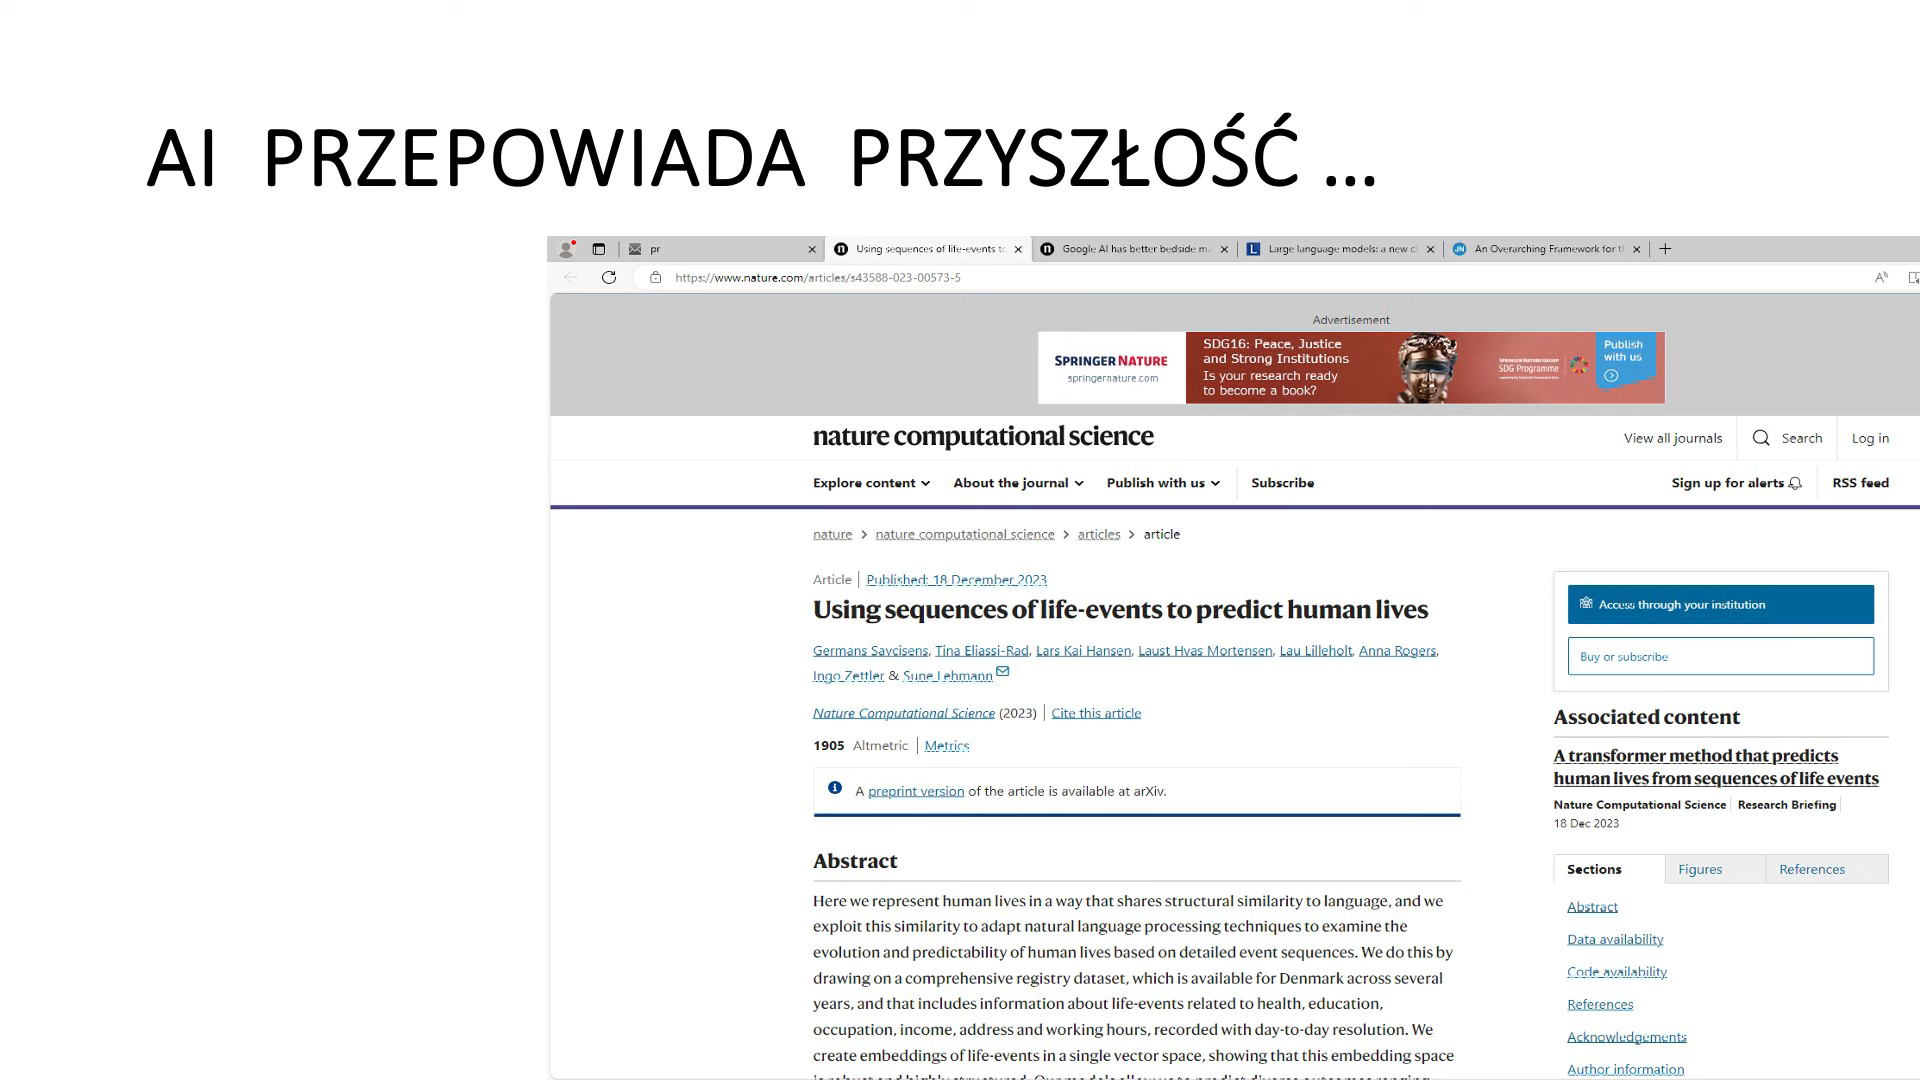 AI PRZEPOWIADA PRZYSZŁOŚĆ ...
pr
Using sequences of life-events to
Google AI has better bedside ma
Large language models: a new ch
An Overarching Framework for th
https://www.nature.com/articles/s43588-023-00573-5
Advertisement
SPRINGER NATURE
springernature.com
SDG16: Peace, Justice
and Strong Institutions
Is your research ready
to become a book?
SPRINGER NATURE GROUP
SDG Programme
Publish
with us
nature computational science
View all journals
Search
Log in
Explore content
About the journal
Publish with us
Subscribe
Sign up for alerts
RSS feed
nature > nature computational science > articles > article
Article | Published: 18 December 2023
Using sequences of life-events to predict human lives
Germans Savcisens, Tina Eliassi-Rad, Lars Kai Hansen, Laust Hvas Mortensen, Lau Lilleholt, Anna Rogers,
Ingo Zettler & Sune Lehmann
Nature Computational Science (2023) | Cite this article
1905 Altmetric | Metrics
A preprint version of the article is available at arXiv.
Abstract
Here we represent human lives in a way that shares structural similarity to language, and we
exploit this similarity to adapt natural language processing techniques to examine the
evolution and predictability of human lives based on detailed event sequences. We do this by
drawing on a comprehensive registry dataset, which is available for Denmark across several
years, and that includes information about life-events related to health, education,
occupation, income, address and working hours, recorded with day-to-day resolution. We
create embeddings of life-events in a single vector space, showing that this embedding space
Access through your institution
Buy or subscribe
Associated content
A transformer method that predicts
human lives from sequences of life events
Nature Computational Science | Research Briefing
18 Dec 2023
Sections
Figures
References
Abstract
Data availability
Code availability
References
Acknowledgements
Author information